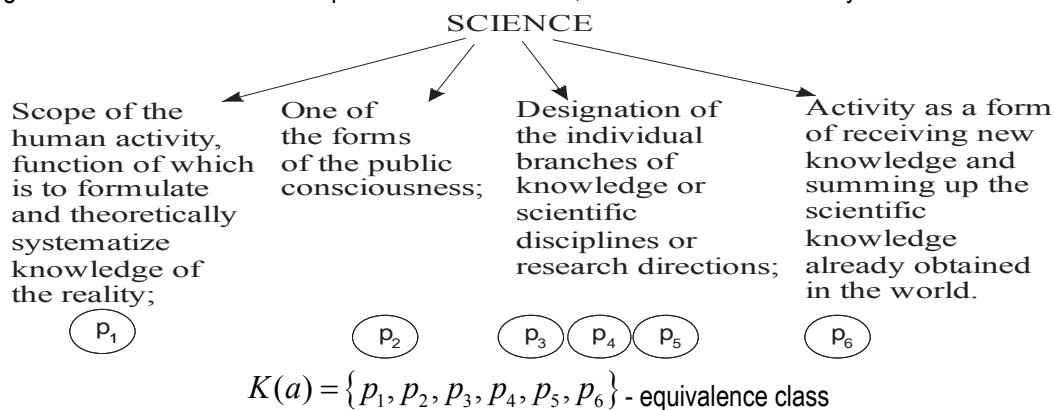 SCIENCE
Scope of the
human activity,
function of which
is to formulate
and theoretically
systematize
knowledge of
the reality;
One of
the forms
of the public
consciousness;
Designation of
the individual
branches of
knowledge or
scientific
disciplines or
research directions;
Activity as a form
of receiving new
knowledge and
summing up the
scientific
knowledge
already obtained
in the world.
p₁
p₂
p₃
p₄
p₅
p₆
K(a) = {p₁, p₂, p₃, p₄, p₅, p₆} - equivalence class